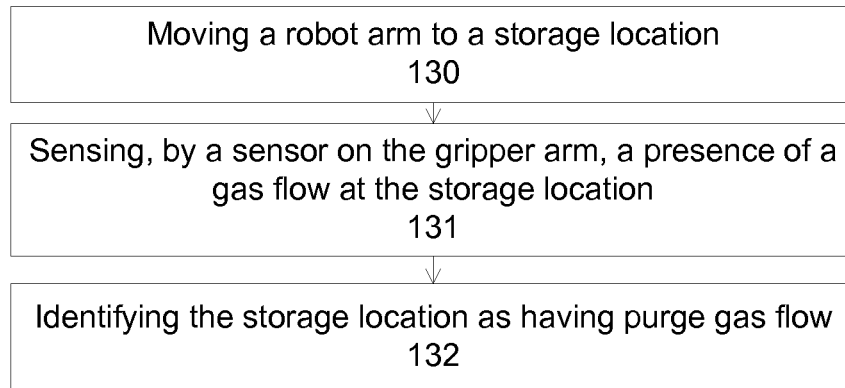 Moving a robot arm to a storage location
130
Sensing, by a sensor on the gripper arm, a presence of a
gas flow at the storage location
131
Identifying the storage location as having purge gas flow
132